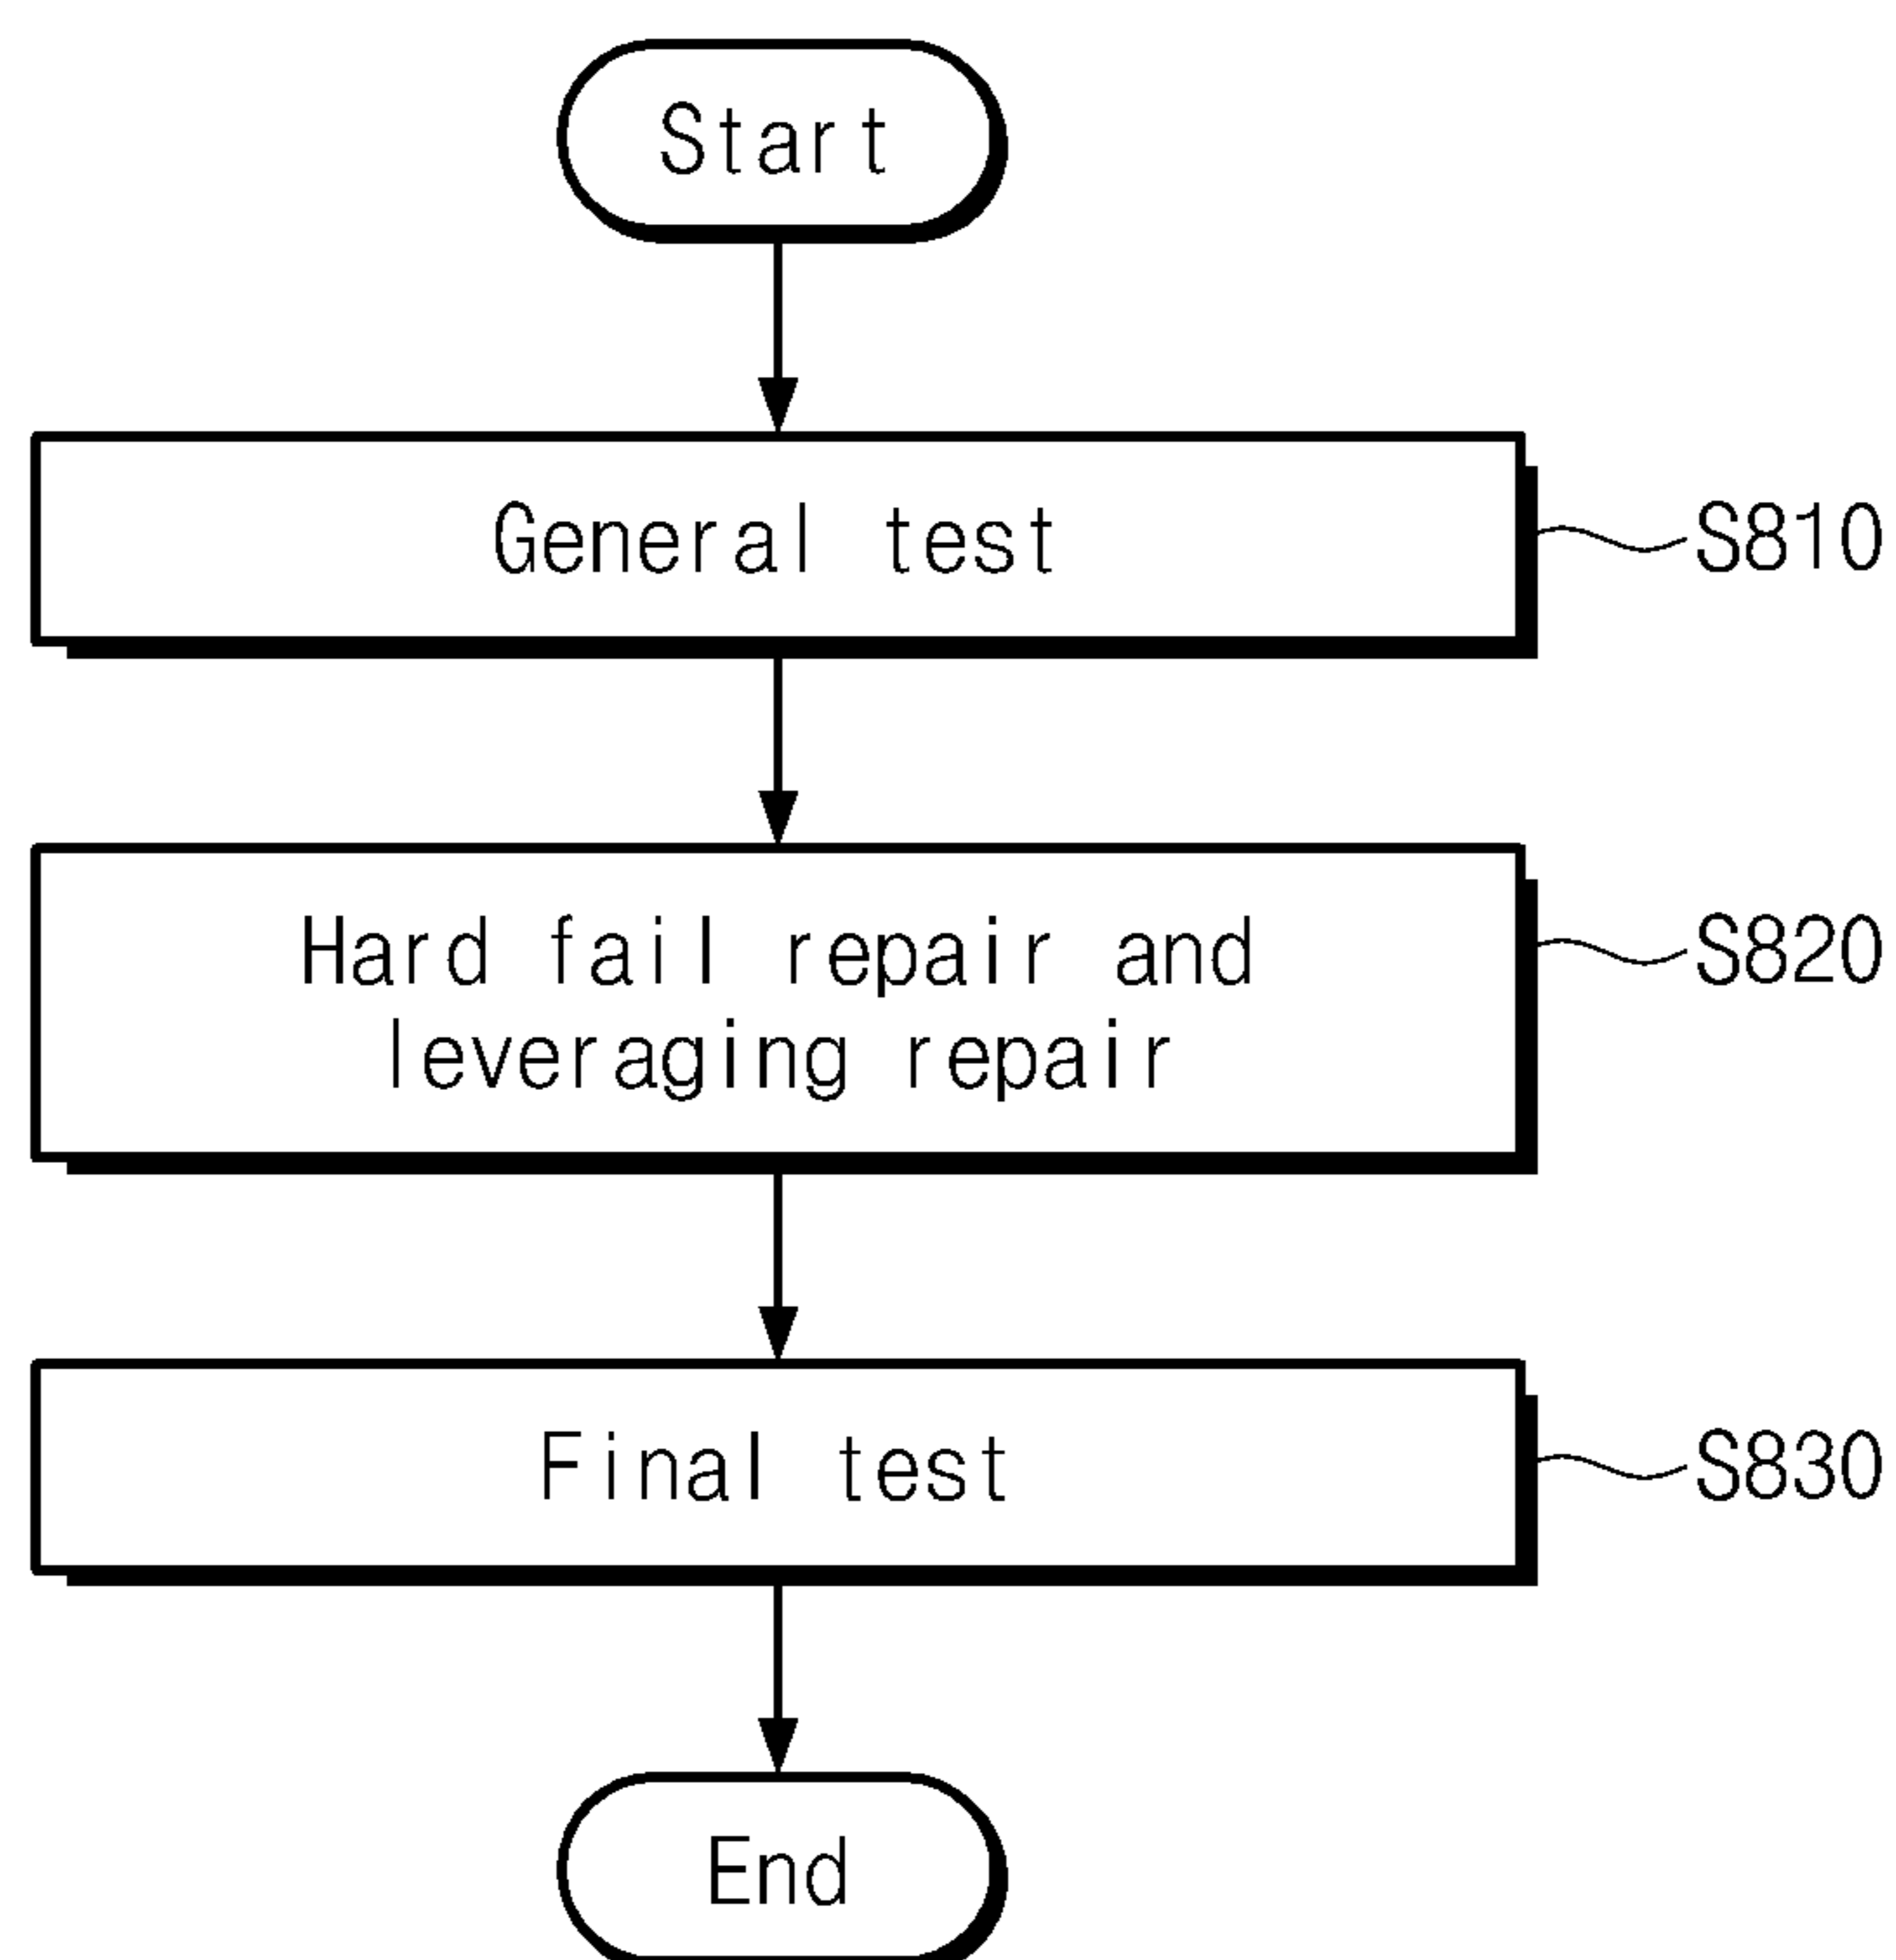 Start
General test
S810
Hard fail repair and
leveraging repair
S820
Final test
S830
End